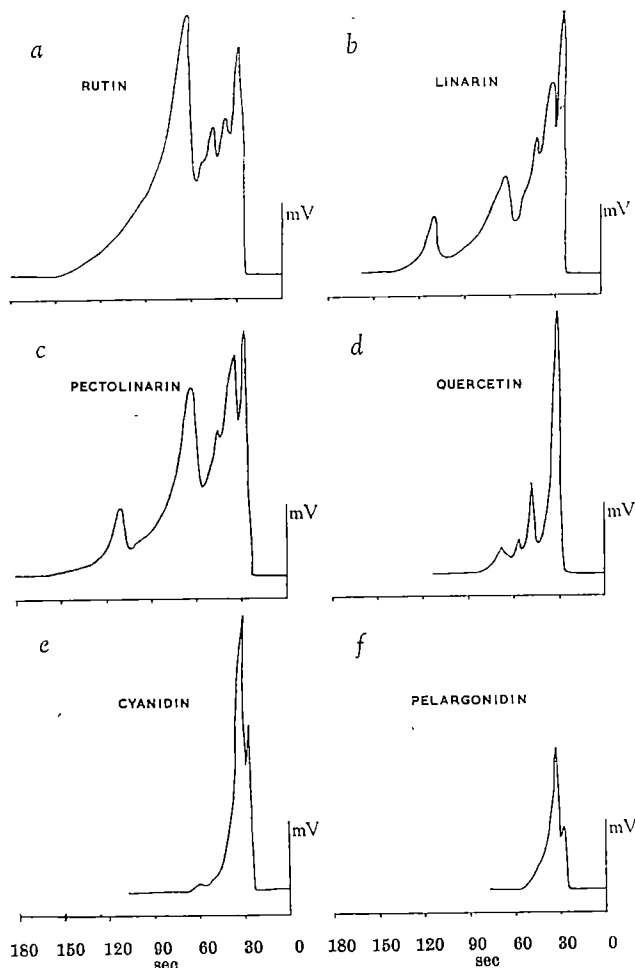 a
RUTIN
mV
b
LINARIN
mV
c
PECTOLINARIN
mV
d
QUERCETIN
mV
e
CYANIDIN
mV
f
PELARGONIDIN
mV
180 150 120 90 60 30 0
sec
180 150 120 90 60 30 0
sec